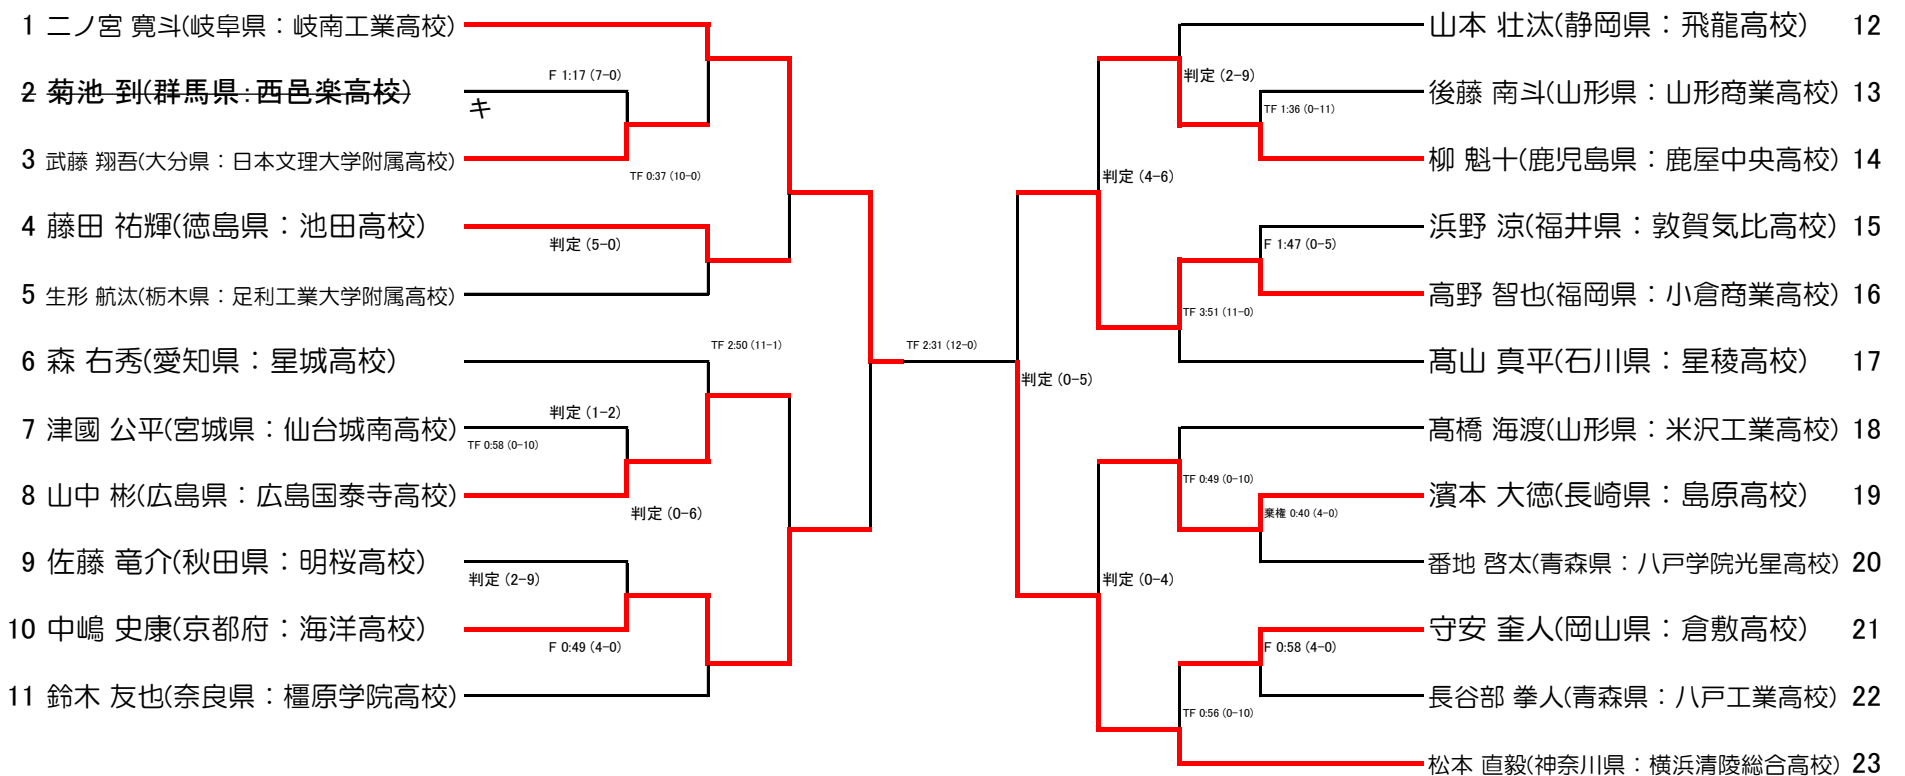 1 二ノ宮 寛斗(岐阜県：岐南工業高校)
F 1:17 (7-0)
2 菊池 到(群馬県：西邑楽高校)
キ
3 武藤 翔吾(大分県：日本文理大学附属高校)
TF 0:37 (10-0)
4 藤田 祐輝(徳島県：池田高校)
判定 (5-0)
5 生形 航汰(栃木県：足利工業大学附属高校)
TF 2:50 (11-1)
6 森 右秀(愛知県：星城高校)
判定 (1-2)
7 津國 公平(宮城県：仙台城南高校)
TF 0:58 (0-10)
8 山中 彬(広島県：広島国泰寺高校)
判定 (0-6)
9 佐藤 竜介(秋田県：明桜高校)
判定 (2-9)
10 中嶋 史康(京都府：海洋高校)
F 0:49 (4-0)
11 鈴木 友也(奈良県：橿原学院高校)
TF 2:31 (12-0)
山本 壮汰(静岡県：飛龍高校) 12
判定 (2-9)
後藤 南斗(山形県：山形商業高校) 13
TF 1:36 (0-11)
柳 魁十(鹿児島県：鹿屋中央高校) 14
判定 (4-6)
浜野 涼(福井県：敦賀気比高校) 15
F 1:47 (0-5)
高野 智也(福岡県：小倉商業高校) 16
TF 3:51 (11-0)
髙山 真平(石川県：星稜高校) 17
判定 (0-5)
髙橋 海渡(山形県：米沢工業高校) 18
TF 0:49 (0-10)
濱本 大徳(長崎県：島原高校) 19
棄権 0:40 (4-0)
番地 啓太(青森県：八戸学院光星高校) 20
判定 (0-4)
守安 奎人(岡山県：倉敷高校) 21
F 0:58 (4-0)
長谷部 拳人(青森県：八戸工業高校) 22
TF 0:56 (0-10)
松本 直毅(神奈川県：横浜清陵総合高校) 23